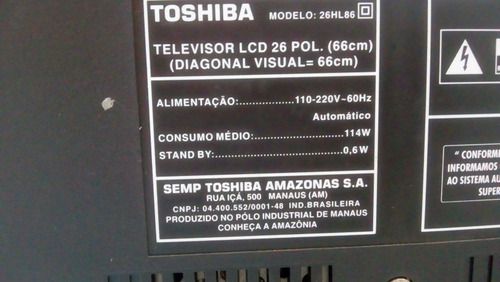 TOSHIBA MODELO: 26HL86
TELEVISOR LCD 26 POL. (66cm)
(DIAGONAL VISUAL= 66cm)
ALIMENTAÇÃO:.................110-220V~60Hz
Automático
CONSUMO MÉDIO:......................114W
STAND BY:................................0,6W
SEMP TOSHIBA AMAZONAS S.A.
RUA IÇÁ, 500 MANAUS (AM)
CNPJ: 04.400.552/0001-48 IND.BRASILEIRA
PRODUZIDO NO PÓLO INDUSTRIAL DE MANAUS
CONHEÇA A AMAZÔNIA
" CONFORME
INFORMAMOS
AO SISTEMA
SUPER